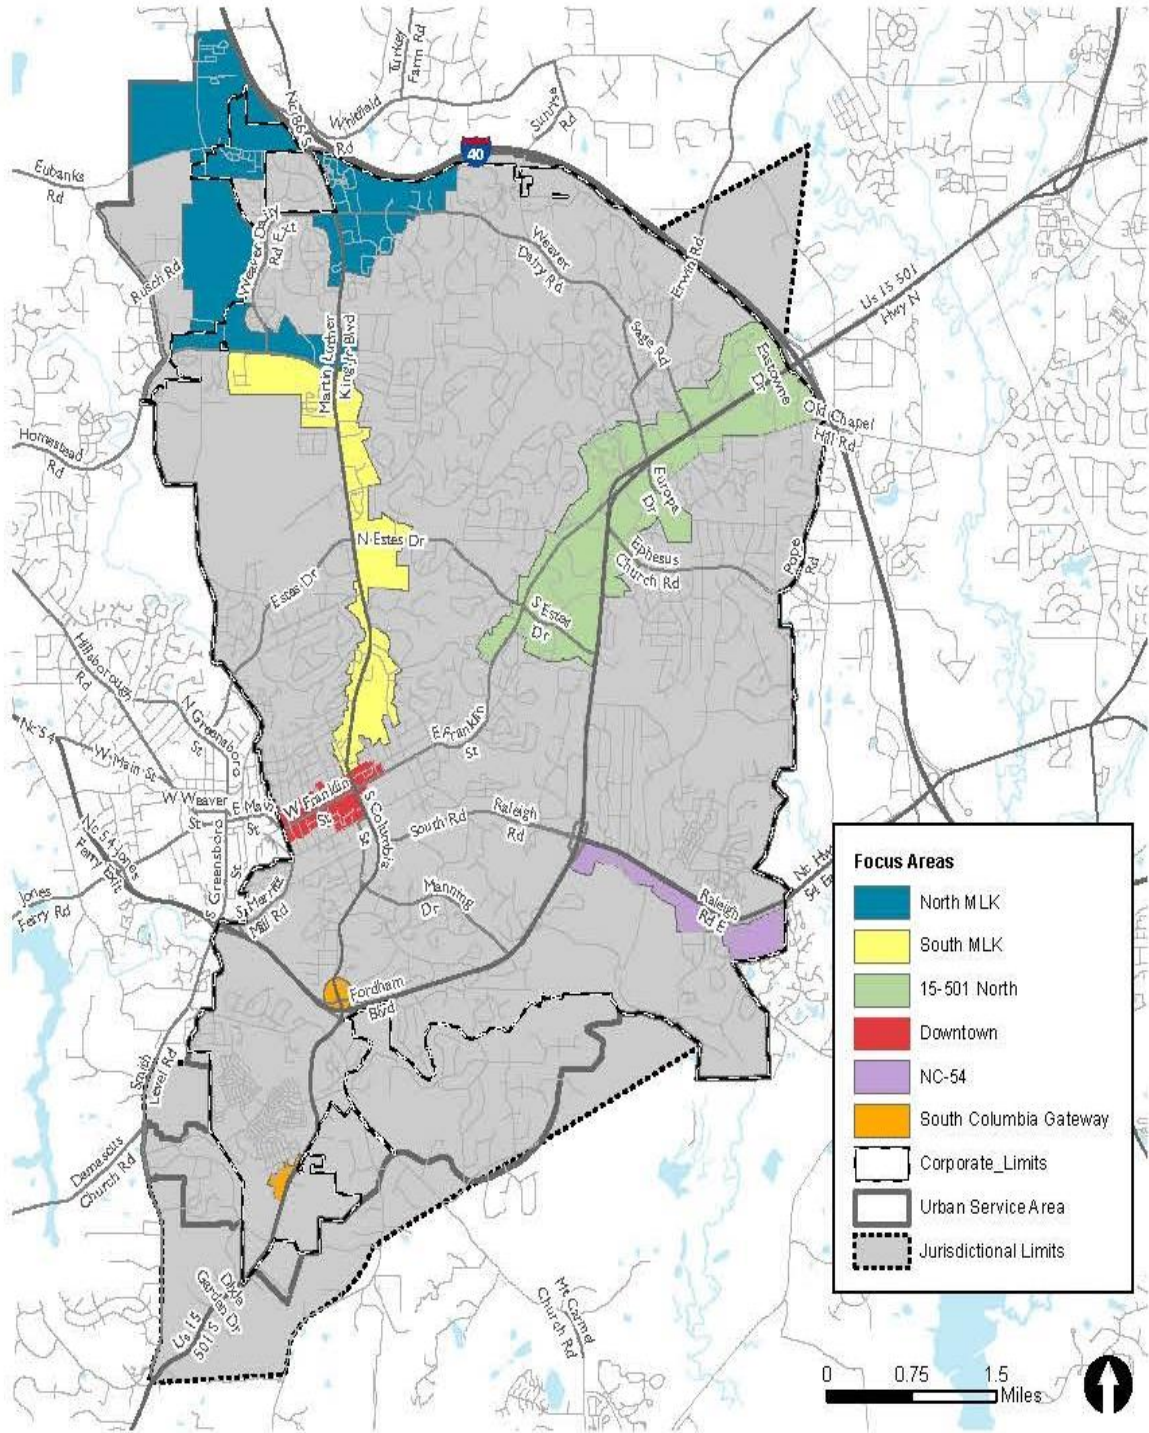 Turkey
Farm Rd
NC 86 S
Whitfield
Rd
Sunrise
Rd
40
Eubanks
Rd
Weaver Dairy
Rd Ext
Weaver
Dairy Rd
Erwin Rd
Us 15 501
Hwy N
Rusch Rd
Martin Luther
King Jr Blvd
Sage Rd
Eastowne
Dr
Old Chapel
Hill Rd
Homestead
Rd
Europa
Dr
N Estes Dr
Ephesus
Church Rd
Pope
Rd
Estes Dr
S Estes
Dr
Hillsborough
Rd
N Greensboro
St
E Franklin
St
Nc 54
W Main St
W Weaver
St
E Main
St
W Franklin
St
S Columbia
St
South Rd
Raleigh
Rd
Nc 54 Jones
Ferry Ext
S Greensboro
St
S Merritt
Mill Rd
Manning
Dr
Jones
Ferry Rd
Raleigh
Rd E
Nc Hwy
54 E
Fordham
Blvd
Smith
Level Rd
Damascus
Church Rd
Dixie
Garden Dr
Us 15
501 S
Mt Carmel
Church Rd
Focus Areas
North MLK
South MLK
15-501 North
Downtown
NC-54
South Columbia Gateway
Corporate_Limits
Urban Service Area
Jurisdictional Limits
0 0.75 1.5
Miles